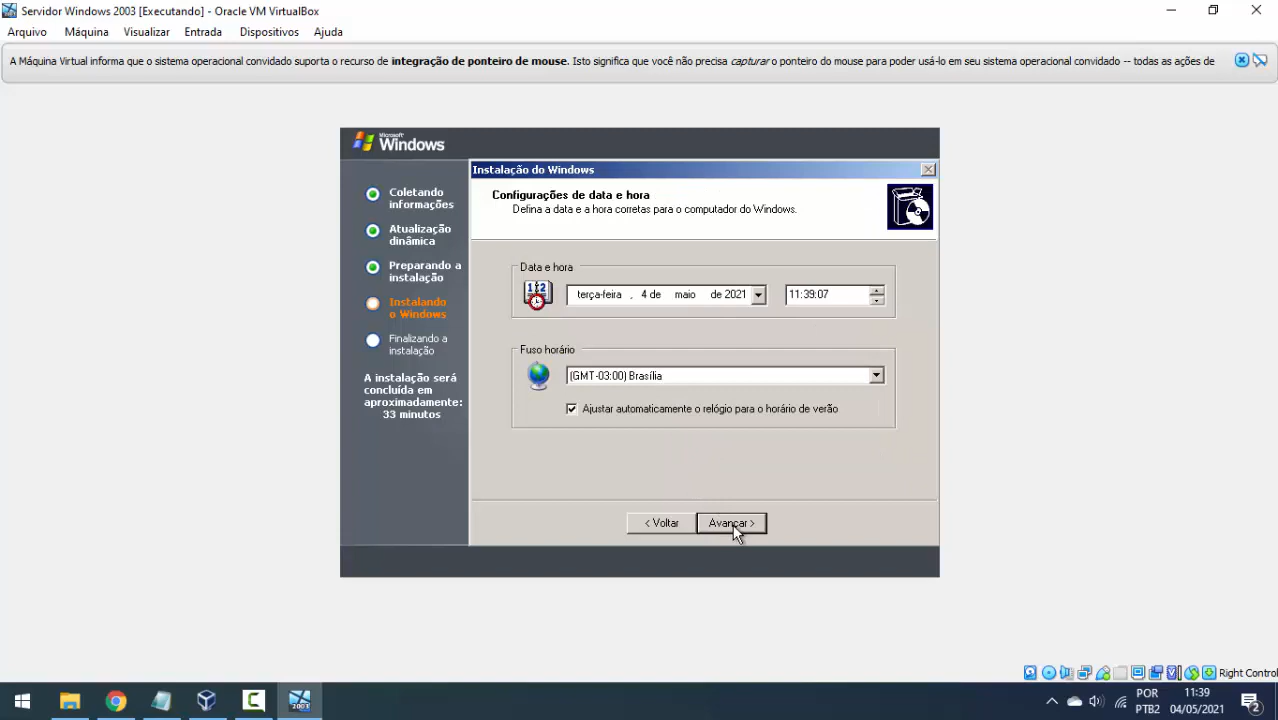 Servidor Windows 2003 [Executando] - Oracle VM VirtualBox
Arquivo Máquina Visualizar Entrada Dispositivos Ajuda
A Máquina Virtual informa que o sistema operacional convidado suporta o recurso de integração de ponteiro de mouse. Isto significa que você não precisa capturar o ponteiro do mouse para poder usá-lo em seu sistema operacional convidado -- todas as ações de
Microsoft
Windows
Coletando
informações
Atualização
dinâmica
Preparando a
instalação
Instalando
o Windows
Finalizando a
instalação
A instalação será
concluída em
aproximadamente:
33 minutos
Instalação do Windows
Configurações de data e hora
Defina a data e a hora corretas para o computador do Windows.
Data e hora
terça-feira , 4 de maio de 2021
11:39:07
Fuso horário
(GMT-03:00) Brasília
Ajustar automaticamente o relógio para o horário de verão
< Voltar
Avançar >
Right Control
POR
PTB2
11:39
04/05/2021
2